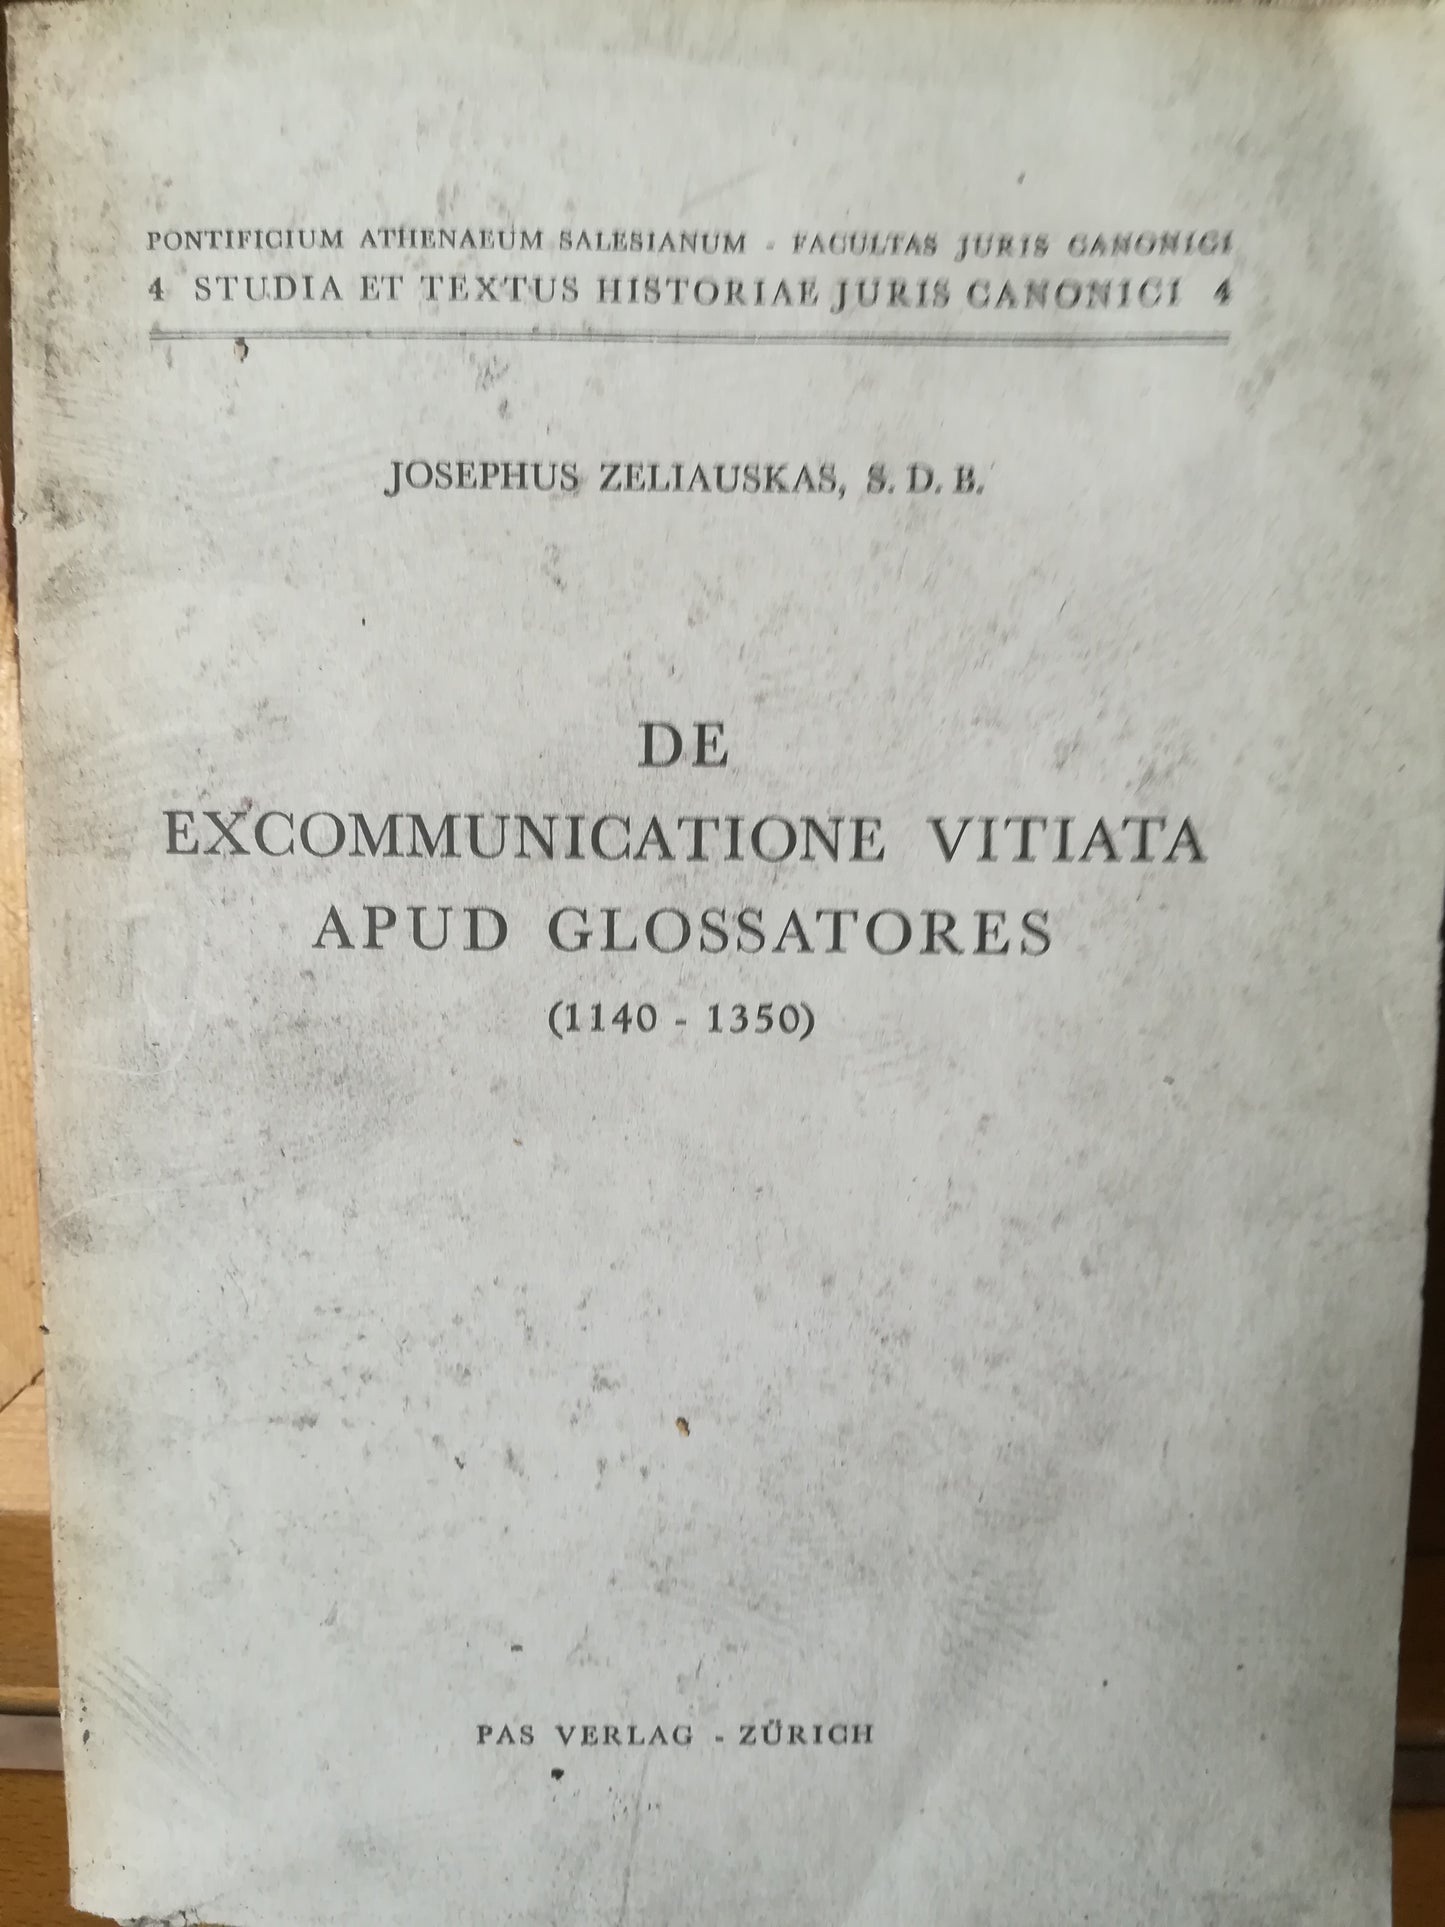 PONTIFICIUM ATHENAEUM SALESIANUM - FACULTAS JURIS CANONICI
4 STUDIA ET TEXTUS HISTORIAE JURIS CANONICI 4
JOSEPHUS ZELIAUSKAS, S. D. B.
DE
EXCOMMUNICATIONE VITIATA
APUD GLOSSATORES
(1140 - 1350)
PAS VERLAG - ZÜRICH